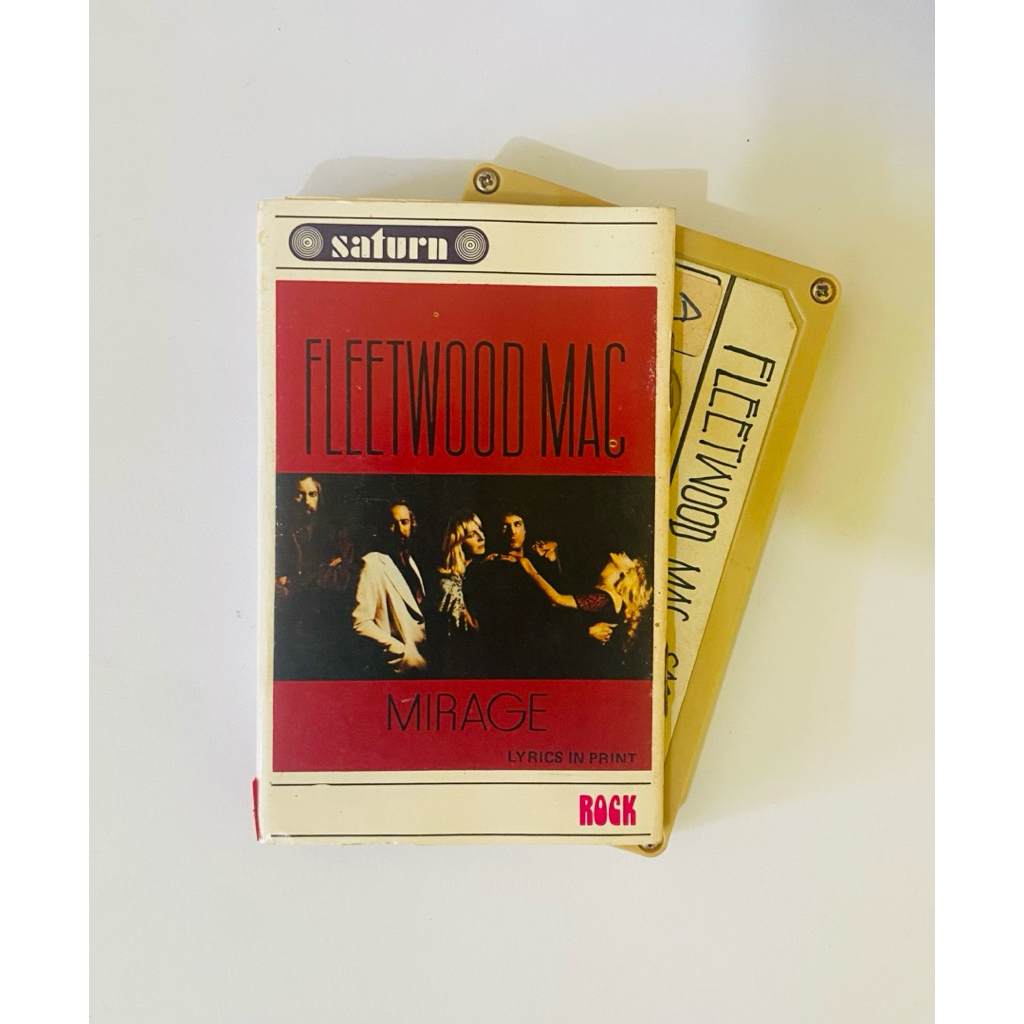 saturn
FLEETWOOD MAC
MIRAGE
LYRICS IN PRINT
ROCK
A
FLEETWOOD MAC